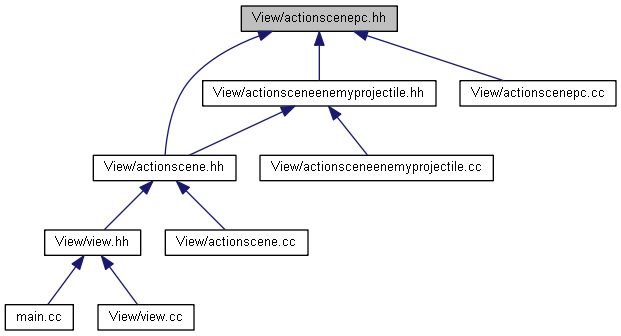 View/actionscenepc.hh
View/actionsceneenemyprojectile.hh
View/actionscenepc.cc
View/actionscene.hh
View/actionsceneenemyprojectile.cc
View/view.hh
View/actionscene.cc
main.cc
View/view.cc